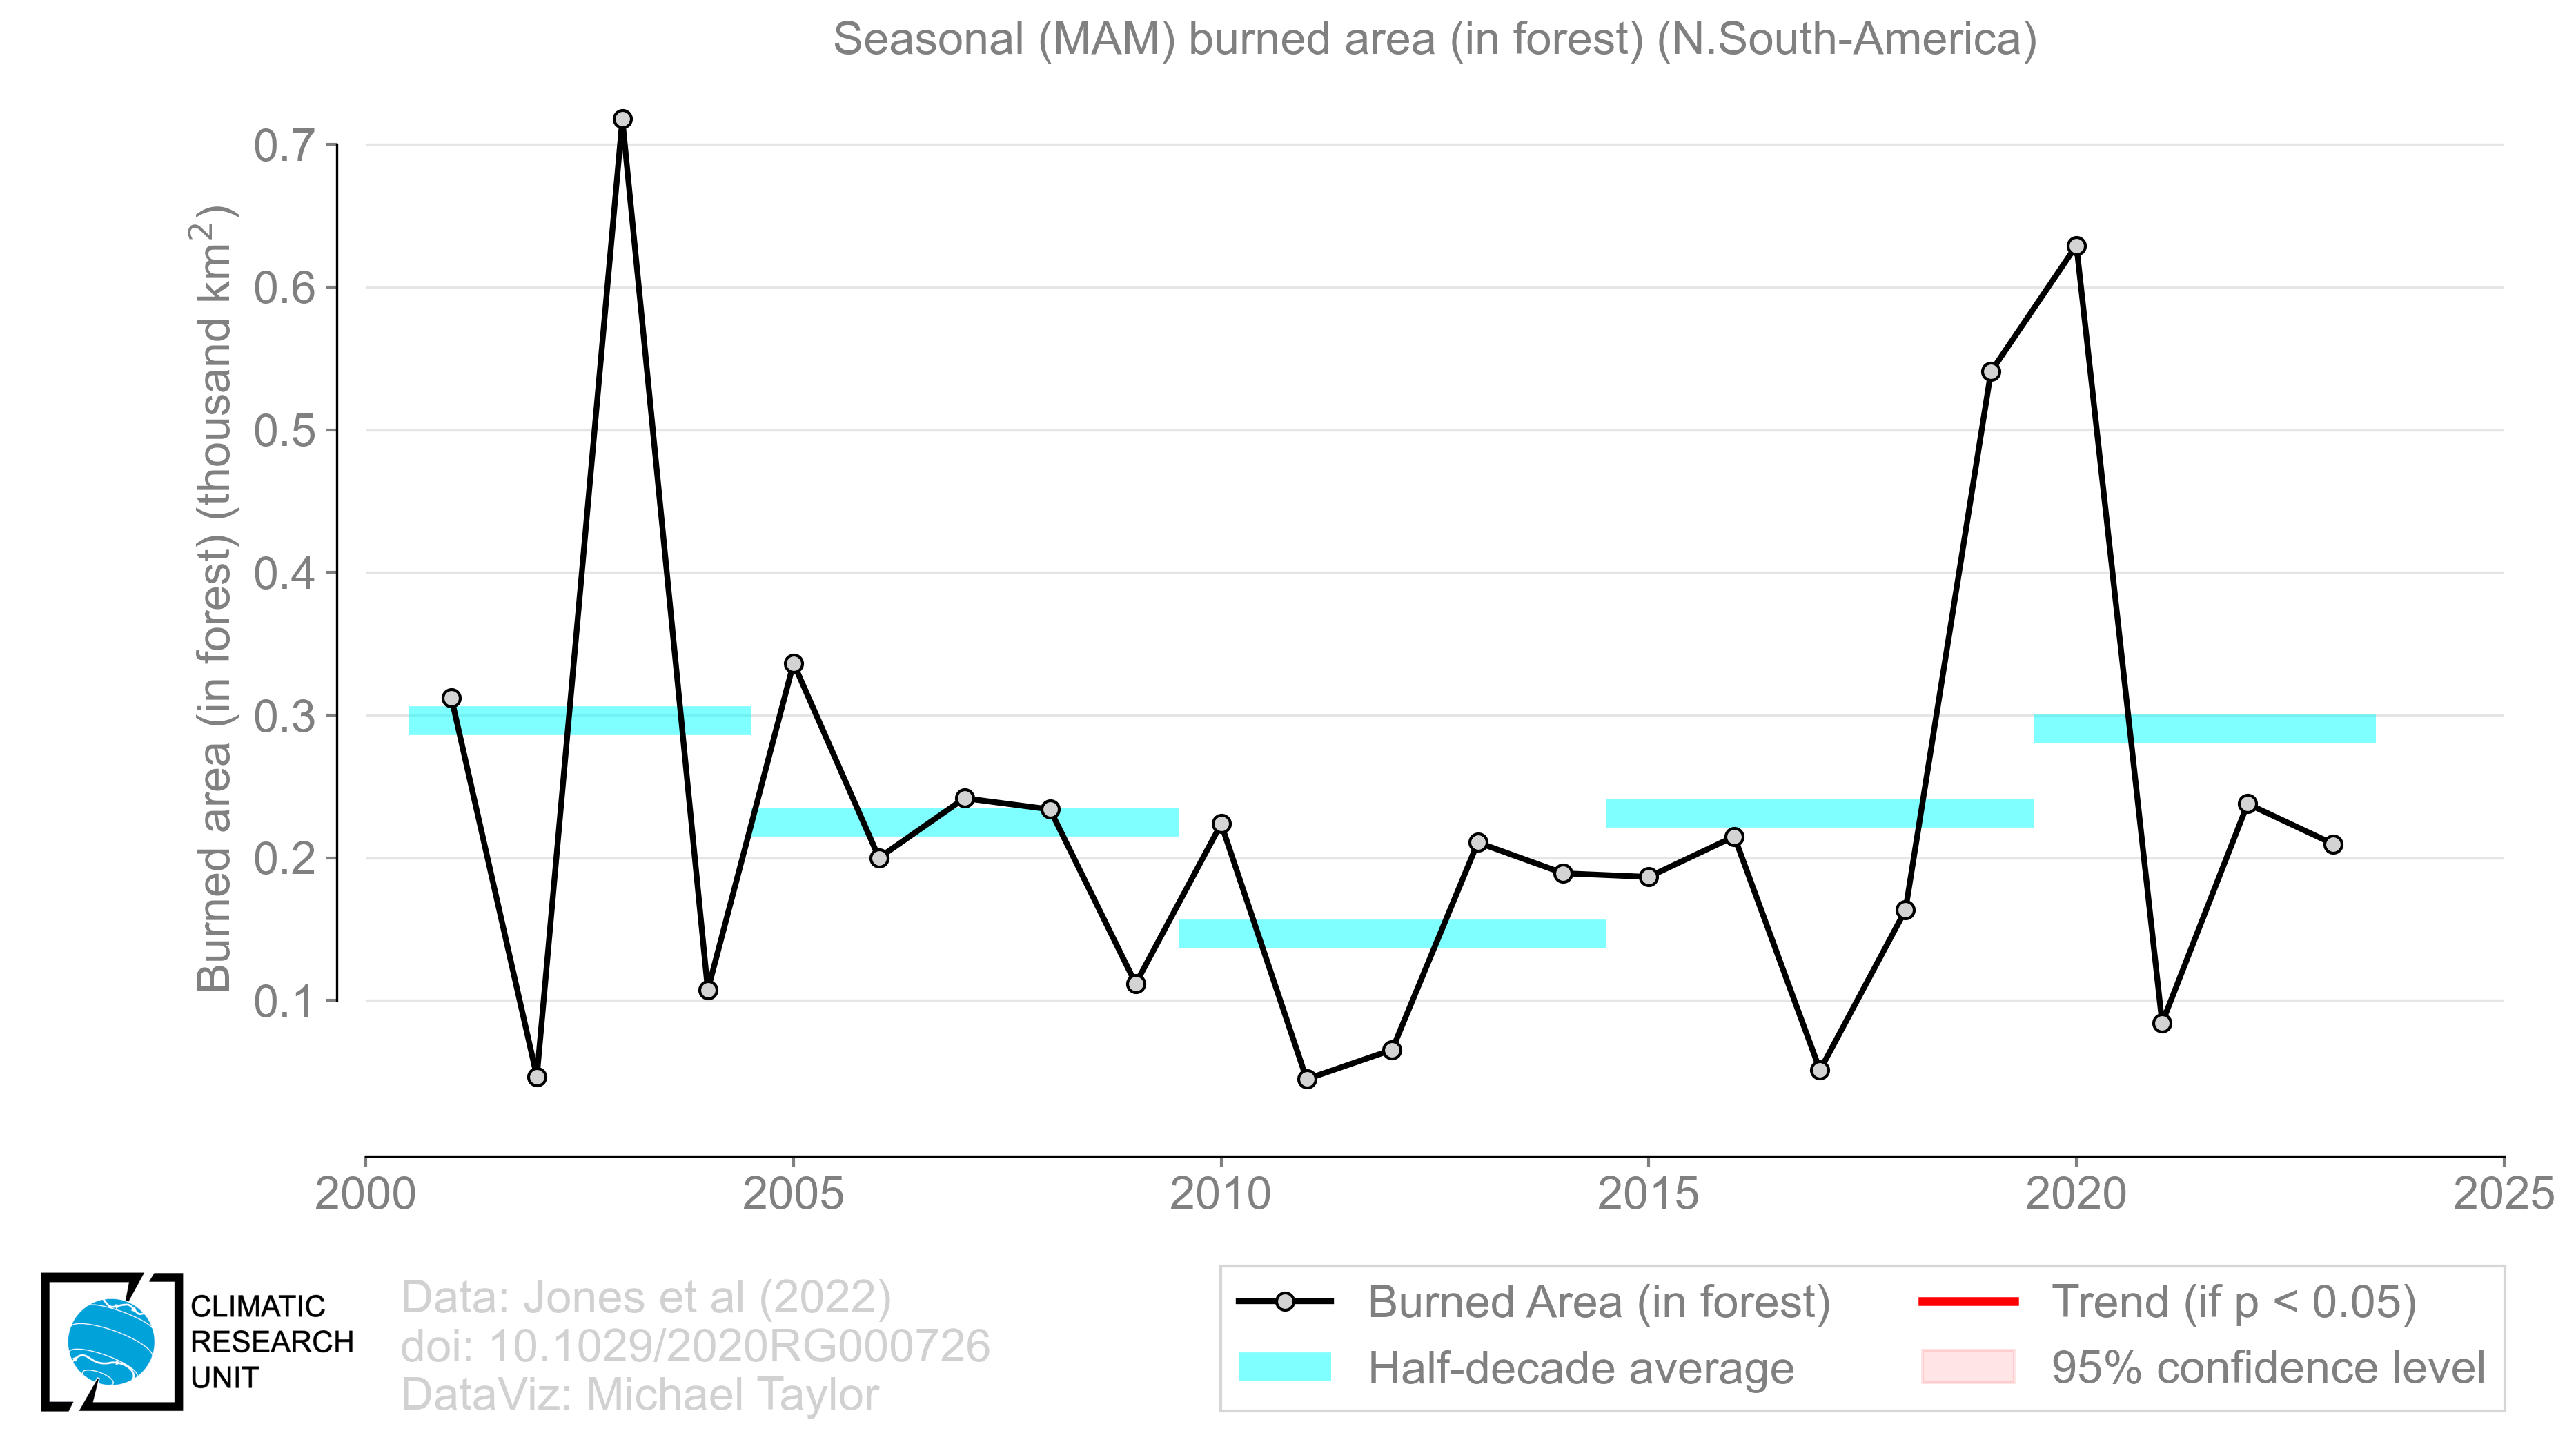 Seasonal (MAM) burned area (in forest) (N.South-America)
Burned area (in forest) (thousand km²)
0.7
0.6
0.5
0.4
0.3
0.2
0.1
2000 2005 2010 2015 2020 2025
CLIMATIC
RESEARCH
UNIT
Data: Jones et al (2022)
doi: 10.1029/2020RG000726
DataViz: Michael Taylor
Burned Area (in forest)
Half-decade average
Trend (if p < 0.05)
95% confidence level